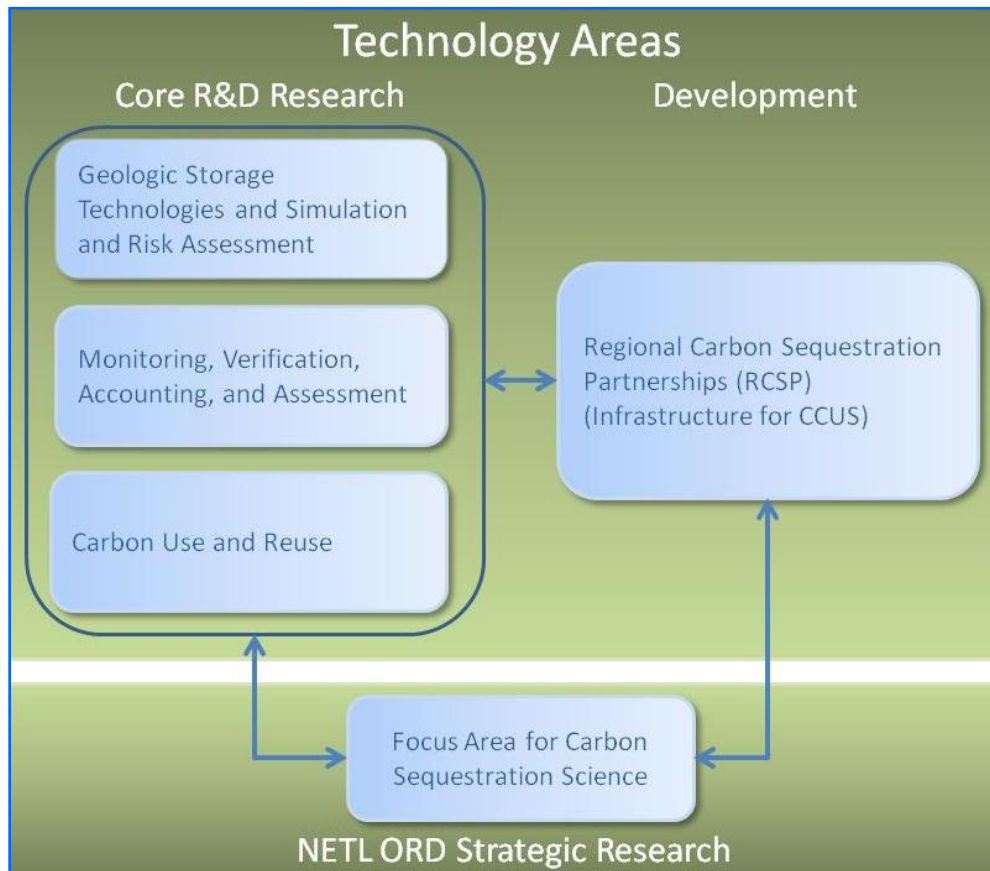 Technology Areas
Core R&D Research
Development
Geologic Storage
Technologies and Simulation
and Risk Assessment
Monitoring, Verification,
Accounting, and Assessment
Carbon Use and Reuse
Regional Carbon Sequestration
Partnerships (RCSP)
(Infrastructure for CCUS)
Focus Area for Carbon
Sequestration Science
NETL ORD Strategic Research